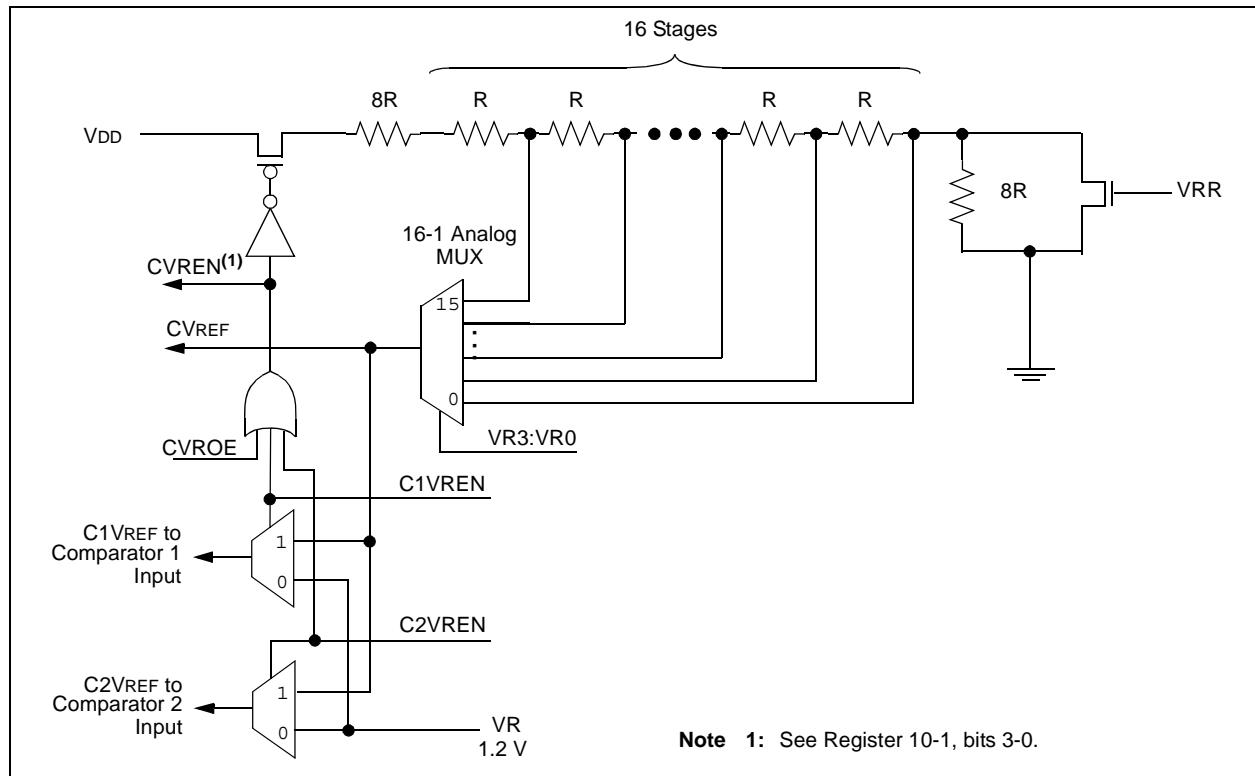 16 Stages
8R R R R R
VDD
8R
VRR
16-1 Analog
MUX
CVREN(1)
15
CVREF
0
VR3:VR0
CVROE
C1VREN
C1VREF to
Comparator 1
Input
1
0
C2VREN
C2VREF to
Comparator 2
Input
1
0
VR
1.2 V
Note 1: See Register 10-1, bits 3-0.